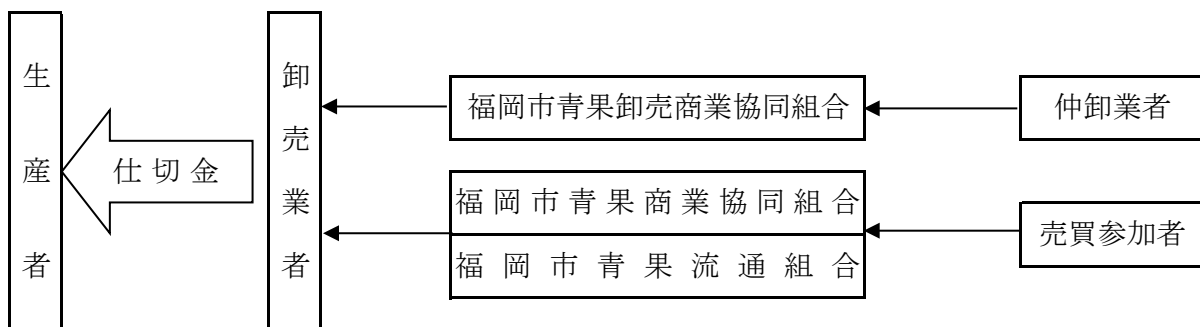 生産者
仕切金
卸売業者
福岡市青果卸売商業協同組合
仲卸業者
福岡市青果商業協同組合
福岡市青果流通組合
売買参加者